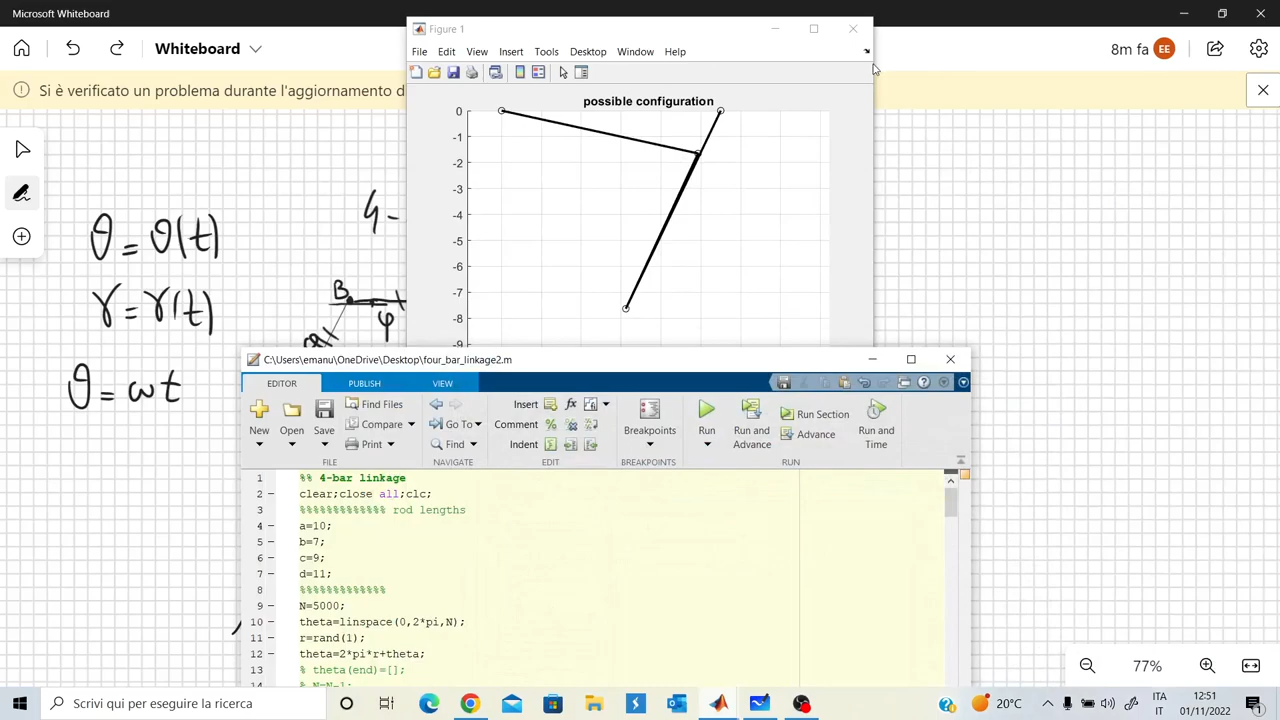 Microsoft Whiteboard
Whiteboard
8m fa
EE
Si è verificato un problema durante l'aggiornamento d
ϑ = ϑ(t)
γ = γ(t)
ϑ = ωt
4-
B
φ
Figure 1
File Edit View Insert Tools Desktop Window Help
possible configuration
0
-1
-2
-3
-4
-5
-6
-7
-8
-9
C:\Users\emanu\OneDrive\Desktop\four_bar_linkage2.m
EDITOR PUBLISH VIEW
New Open Save Find Files Compare Print
Go To Find
Insert Comment Indent
Breakpoints
Run Run and Advance Run Section Advance Run and Time
FILE NAVIGATE EDIT BREAKPOINTS RUN
1 %% 4-bar linkage
2 – clear;close all;clc;
3 %%%%%%%%%%%%% rod lengths
4 – a=10;
5 – b=7;
6 – c=9;
7 – d=11;
8 %%%%%%%%%%%%%
9 – N=5000;
10 – theta=linspace(0,2*pi,N);
11 – r=rand(1);
12 – theta=2*pi*r+theta;
13 % theta(end)=[];
14 % N=N-1;
77%
Scrivi qui per eseguire la ricerca
20°C
ITA
IT
12:51
01/11/2022